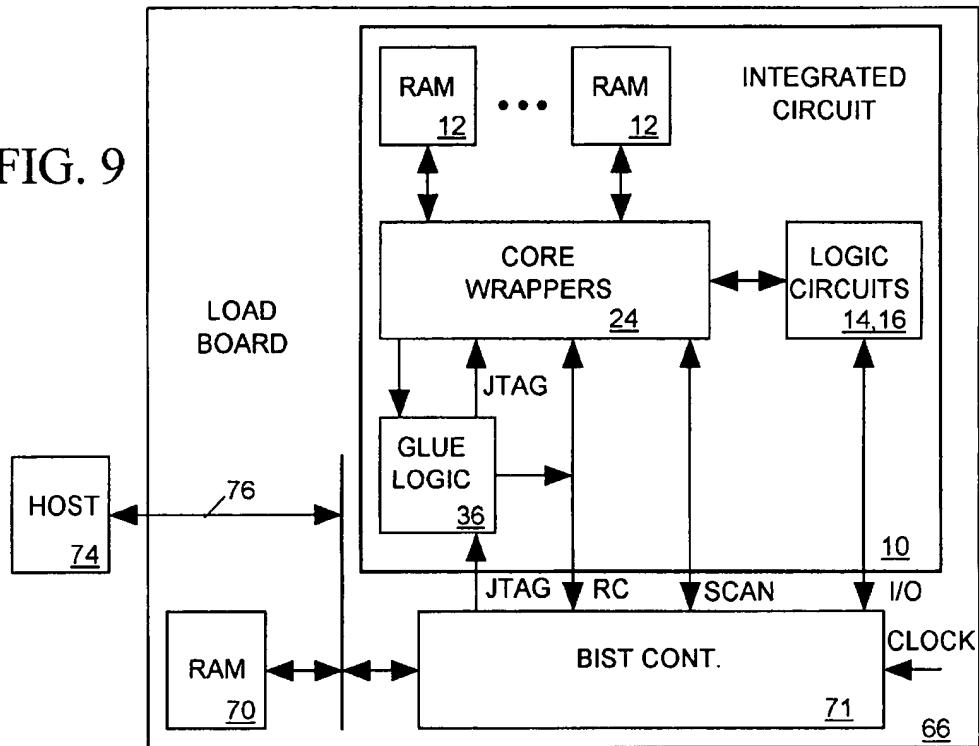 FIG. 9
RAM
12
RAM
12
INTEGRATED
CIRCUIT
CORE
WRAPPERS
24
LOGIC
CIRCUITS
14,16
LOAD
BOARD
JTAG
GLUE
LOGIC
36
HOST
74
76
10
JTAG
RC
SCAN
I/O
RAM
70
BIST CONT.
71
CLOCK
66